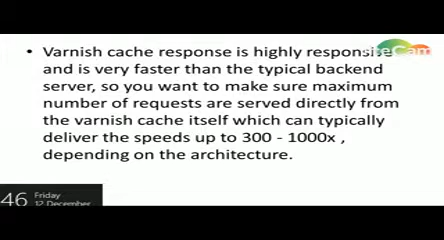 • Varnish cache response is highly responsi
and is very faster than the typical backend
server, so you want to make sure maximum
number of requests are served directly from
the varnish cache itself which can typically
deliver the speeds up to 300 - 1000x ,
depending on the architecture.
46
Friday
12 December